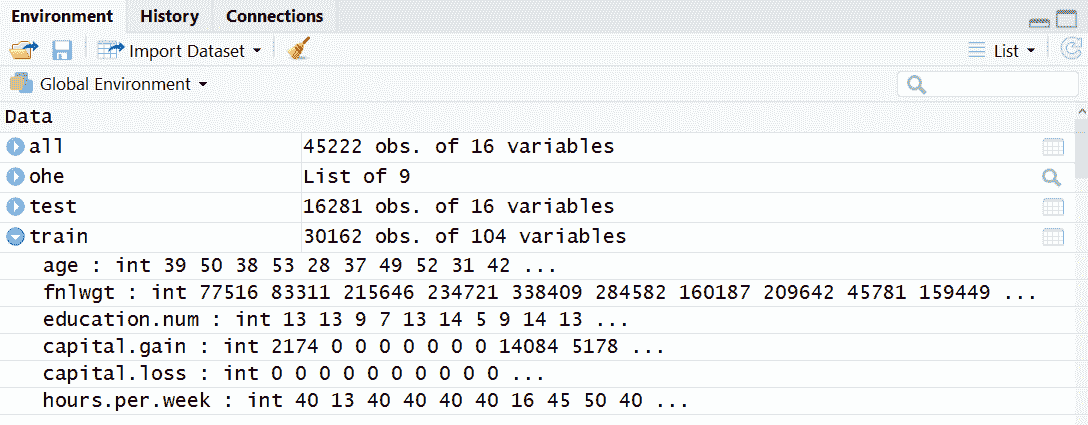 Environment History Connections
Import Dataset List
Global Environment
Data
all 45222 obs. of 16 variables
ohe List of 9
test 16281 obs. of 16 variables
train 30162 obs. of 104 variables
age : int 39 50 38 53 28 37 49 52 31 42 ...
fnlwgt : int 77516 83311 215646 234721 338409 284582 160187 209642 45781 159449 ...
education.num : int 13 13 9 7 13 14 5 9 14 13 ...
capital.gain : int 2174 0 0 0 0 0 0 0 14084 5178 ...
capital.loss : int 0 0 0 0 0 0 0 0 0 0 ...
hours.per.week : int 40 13 40 40 40 40 16 45 50 40 ...